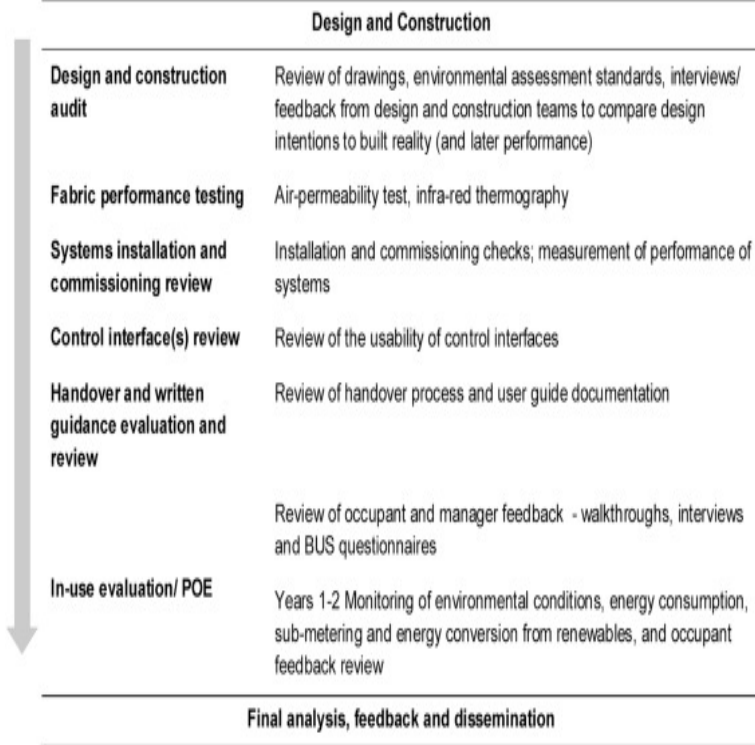 Design and Construction
Design and construction
audit
Review of drawings, environmental assessment standards, interviews/
feedback from design and construction teams to compare design
intentions to built reality (and later performance)
Fabric performance testing
Air-permeability test, infra-red thermography
Systems installation and
commissioning review
Installation and commissioning checks; measurement of performance of
systems
Control interface(s) review
Review of the usability of control interfaces
Handover and written
guidance evaluation and
review
Review of handover process and user guide documentation
In-use evaluation/ POE
Review of occupant and manager feedback - walkthroughs, interviews
and BUS questionnaires
Years 1-2 Monitoring of environmental conditions, energy consumption,
sub-metering and energy conversion from renewables, and occupant
feedback review
Final analysis, feedback and dissemination